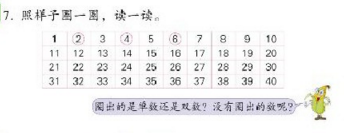 7. 照样子圈一圈，读一读。
1 2 3 4 5 6 7 8 9 10
11 12 13 14 15 16 17 18 19 20
21 22 23 24 25 26 27 28 29 30
31 32 33 34 35 36 37 38 39 40
圈出的是单数还是双数？没有圈出的数呢？